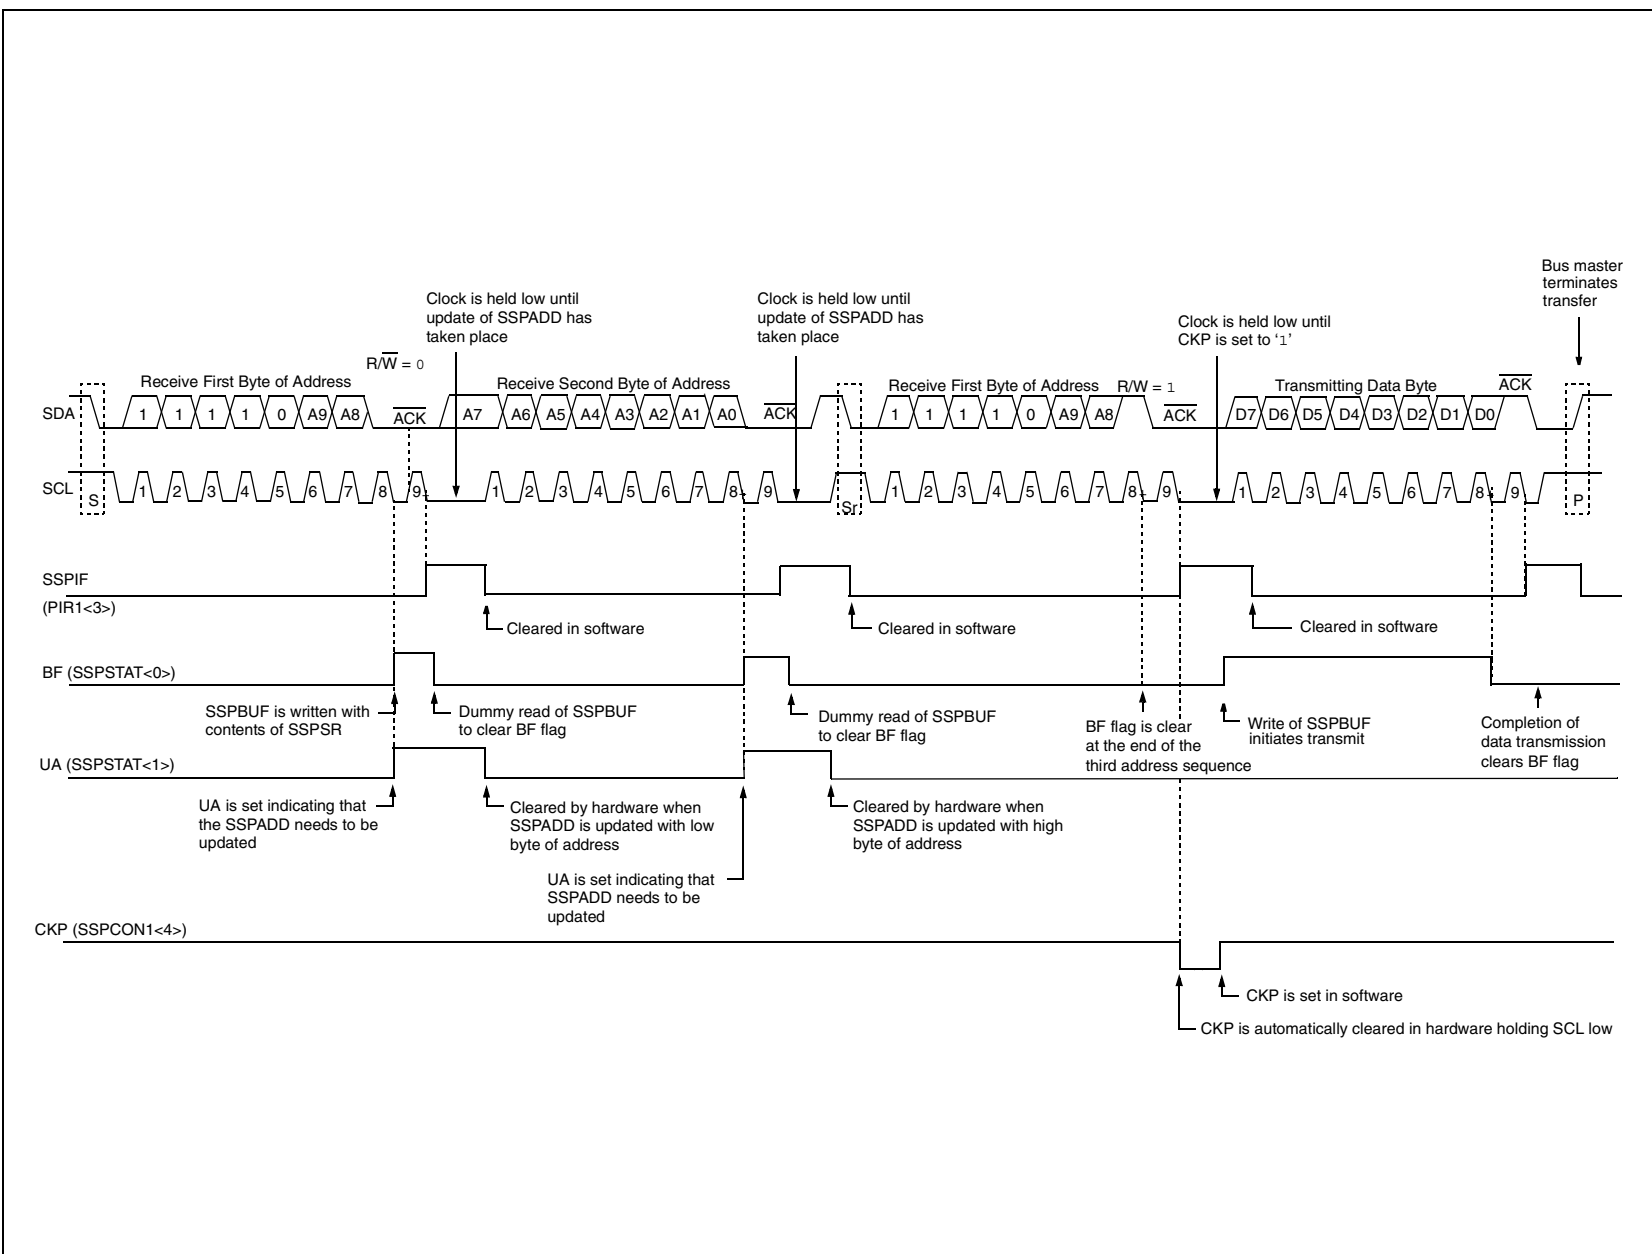 Bus master
terminates
transfer
Clock is held low until
update of SSPADD has
taken place
Clock is held low until
update of SSPADD has
taken place
Clock is held low until
CKP is set to ‘1’
R/W = 0
Receive First Byte of Address
Receive Second Byte of Address
Receive First Byte of Address
R/W = 1
Transmitting Data Byte
ACK
SDA
1 1 1 1 0 A9 A8
ACK
A7 A6 A5 A4 A3 A2 A1 A0
ACK
1 1 1 1 0 A9 A8
ACK
D7 D6 D5 D4 D3 D2 D1 D0
SCL
S
1 2 3 4 5 6 7 8 9
1 2 3 4 5 6 7 8 9
Sr
1 2 3 4 5 6 7 8 9
1 2 3 4 5 6 7 8 9
P
SSPIF
(PIR1<3>)
Cleared in software
Cleared in software
Cleared in software
BF (SSPSTAT<0>)
SSPBUF is written with
contents of SSPSR
Dummy read of SSPBUF
to clear BF flag
Dummy read of SSPBUF
to clear BF flag
BF flag is clear
at the end of the
third address sequence
Write of SSPBUF
initiates transmit
Completion of
data transmission
clears BF flag
UA (SSPSTAT<1>)
UA is set indicating that
the SSPADD needs to be
updated
Cleared by hardware when
SSPADD is updated with low
byte of address
UA is set indicating that
SSPADD needs to be
updated
Cleared by hardware when
SSPADD is updated with high
byte of address
CKP (SSPCON1<4>)
CKP is set in software
CKP is automatically cleared in hardware holding SCL low